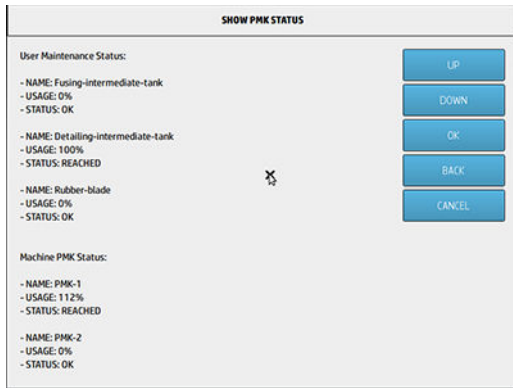 SHOW PMK STATUS
User Maintenance Status:
- NAME: Fusing-intermediate-tank
- USAGE: 0%
- STATUS: OK
- NAME: Detailing-intermediate-tank
- USAGE: 100%
- STATUS: REACHED
- NAME: Rubber-blade
- USAGE: 0%
- STATUS: OK
Machine PMK Status:
- NAME: PMK-1
- USAGE: 112%
- STATUS: REACHED
- NAME: PMK-2
- USAGE: 0%
- STATUS: OK
UP
DOWN
OK
BACK
CANCEL